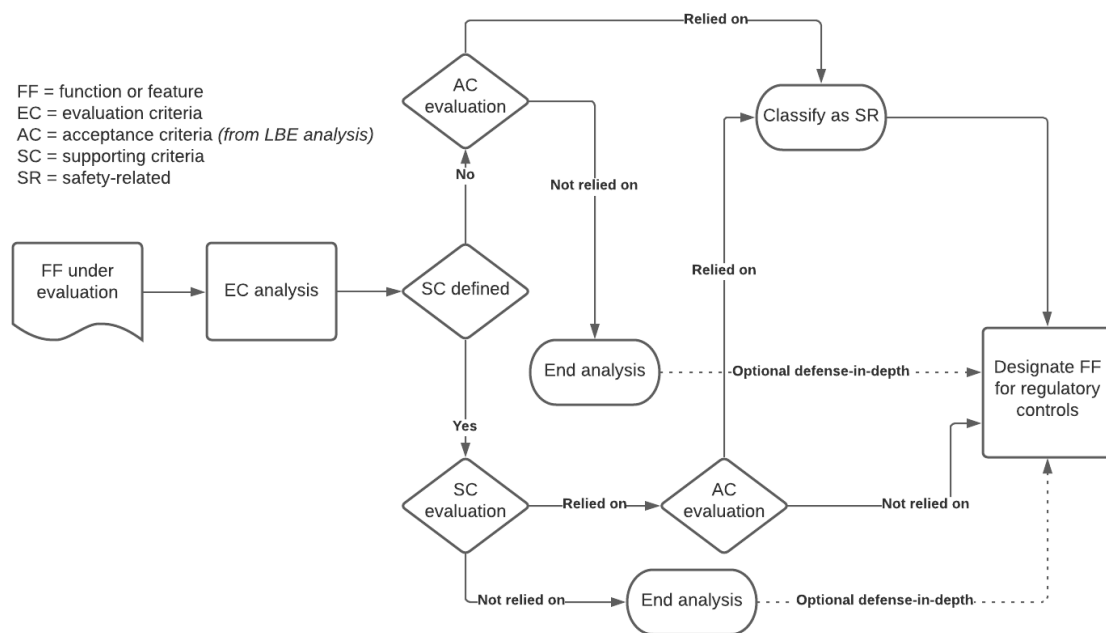 Relied on
AC
evaluation
FF = function or feature
EC = evaluation criteria
AC = acceptance criteria (from LBE analysis)
SC = supporting criteria
SR = safety-related
Classify as SR
No
Not relied on
FF under
evaluation
EC analysis
SC defined
Relied on
End analysis
Optional defense-in-depth
Designate FF
for regulatory
controls
Yes
SC
evaluation
Relied on
AC
evaluation
Not relied on
Not relied on
End analysis
Optional defense-in-depth